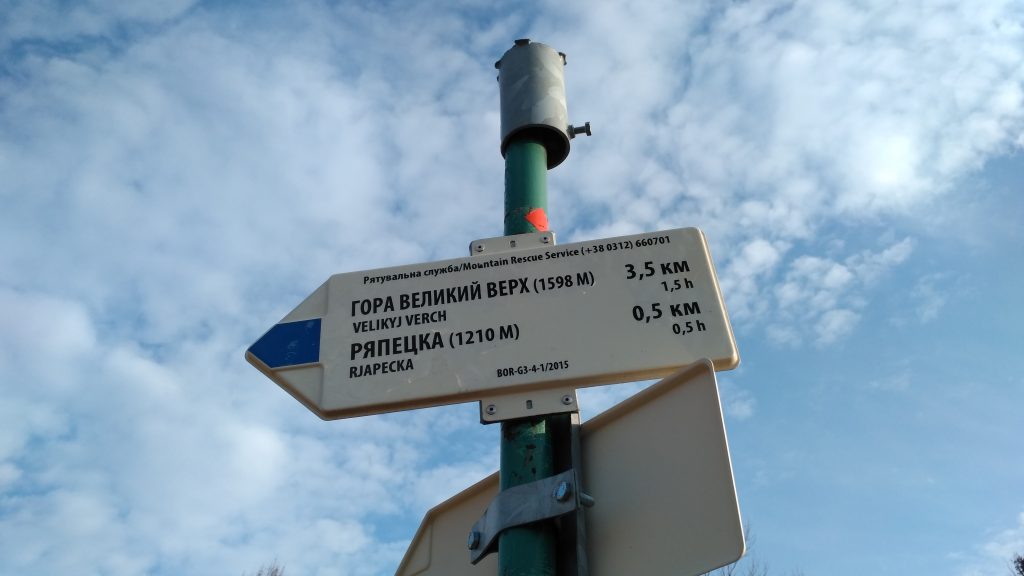 Рятувальна служба/Mountain Rescue Service (+38 0312) 660701
ГОРА ВЕЛИКИЙ ВЕРХ (1598 М) 3,5 КМ
VELIKYJ VERCH 1,5 h
РЯПЕЦКА (1210 М) 0,5 КМ
RJAPECKA 0,5 h
BOR-G3-4-1/2015